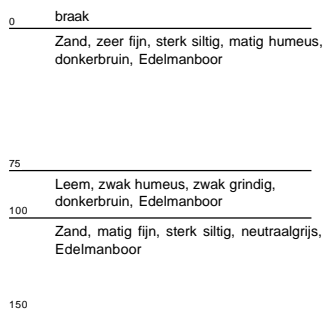 braak
0
Zand, zeer fijn, sterk siltig, matig humeus,
donkerbruin, Edelmanboor
75
Leem, zwak humeus, zwak grindig,
donkerbruin, Edelmanboor
100
Zand, matig fijn, sterk siltig, neutraalgrijs,
Edelmanboor
150